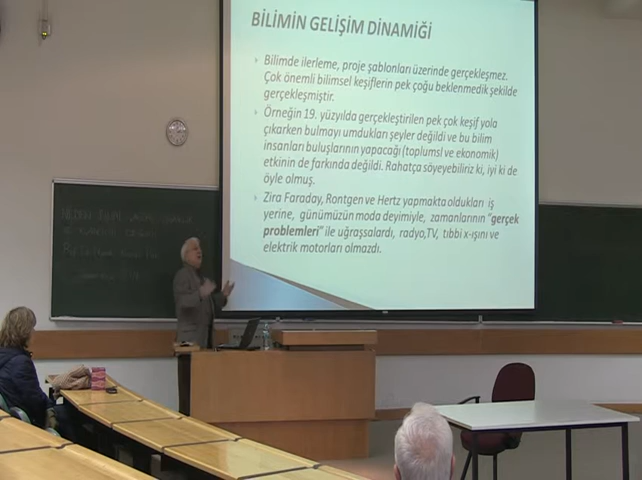 BİLİMİN GELİŞİM DİNAMİĞİ
Bilimde ilerleme, proje şablonları üzerinde gerçekleşmez.
Çok önemli bilimsel keşiflerin pek çoğu beklenmedik şekilde
gerçekleşmiştir.
Örneğin 19. yüzyılda gerçekleştirilen pek çok keşif yola
çıkarken bulmayı umdukları şeyler değildi ve bu bilim
insanları buluşlarının yapacağı (toplumsl ve ekonomik)
etkinin de farkında değildi. Rahatça söyeyebiliriz ki, iyi ki de
öyle olmuş.
Zira Faraday, Rontgen ve Hertz yapmakta oldukları iş
yerine, günümüzün moda deyimiyle, zamanlarının "gerçek
problemleri" ile uğraşsalardı, radyo,TV, tıbbi x-ışını ve
elektrik motorları olmazdı.